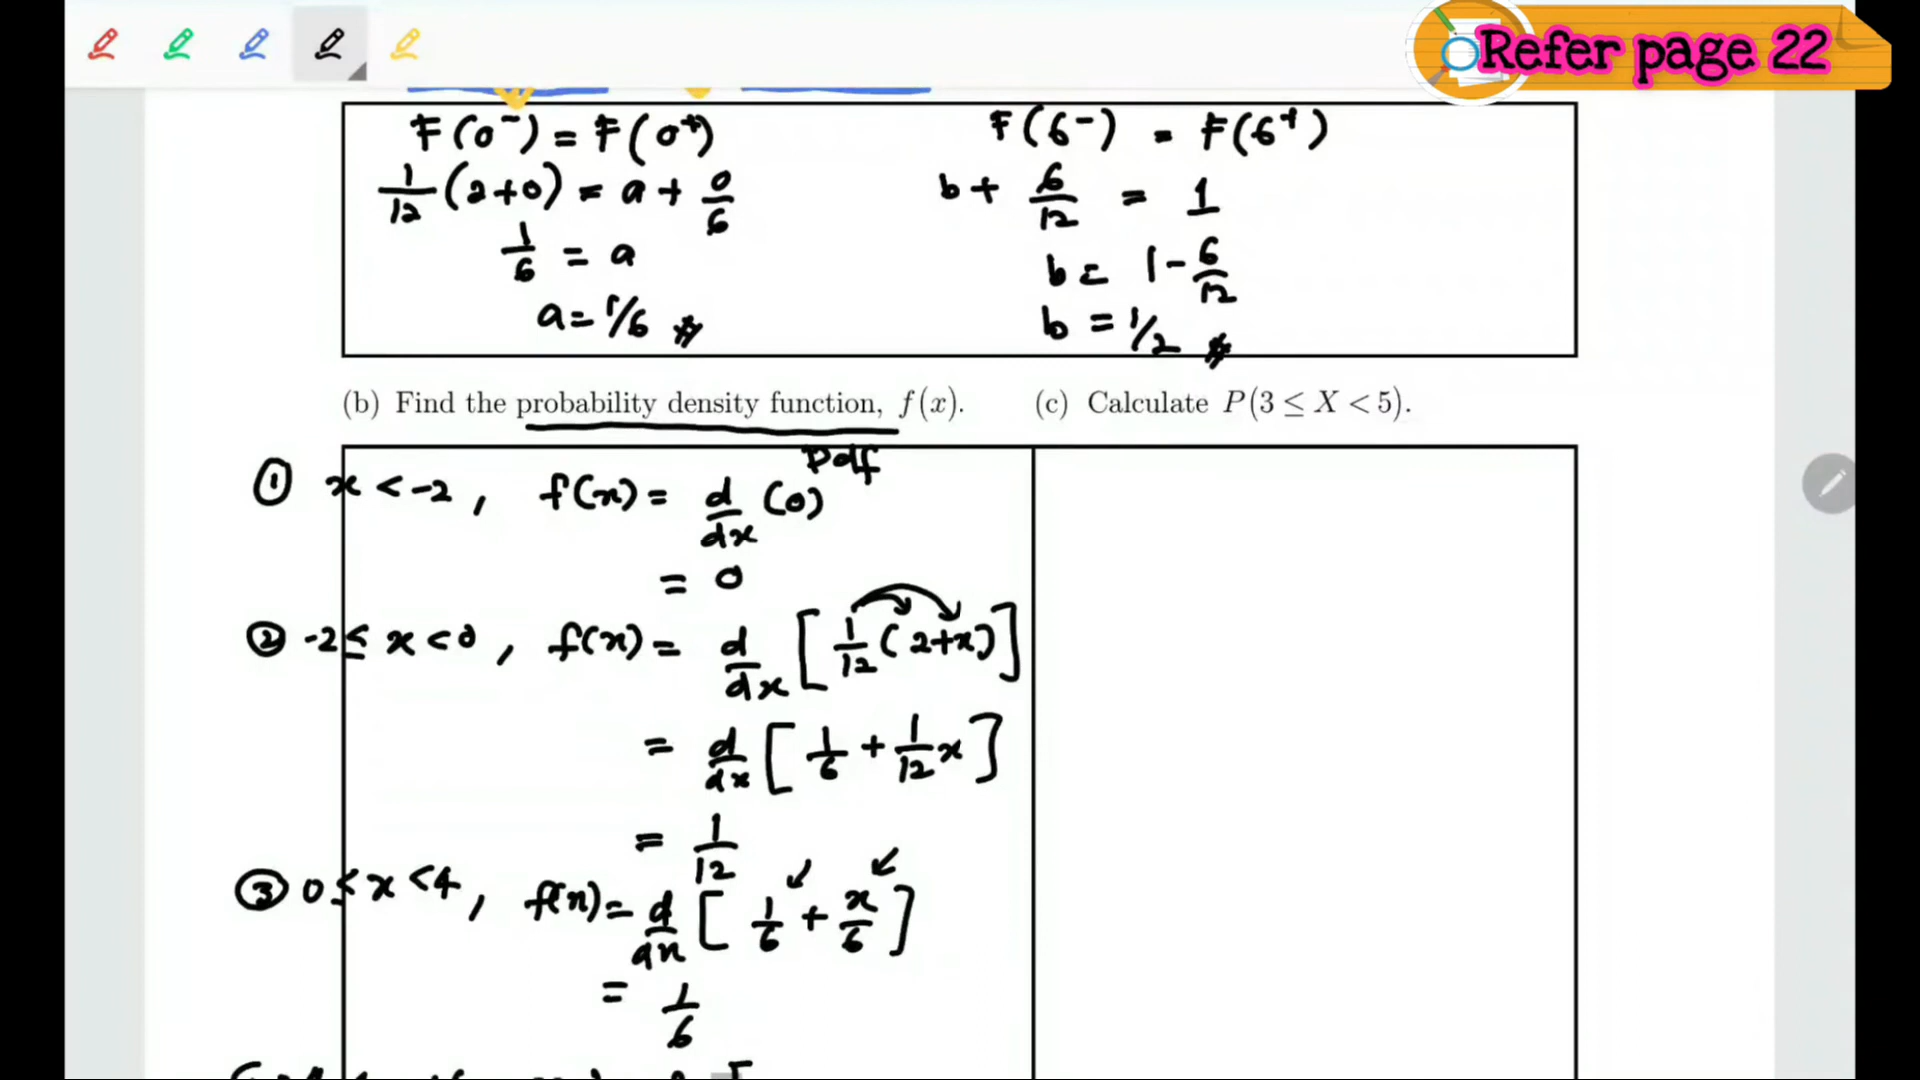 Refer page 22
F(0⁻) = F(0⁺)
1/12 (2+0) = a + 0/6
1/6 = a
a = 1/6
F(6⁻) = F(6⁺)
b + 6/12 = 1
b = 1 - 6/12
b = 1/2
(b) Find the probability density function, f(x).
(c) Calculate P(3 ≤ X < 5).
Pdf
① x < -2, f(x) = d/dx (0)
= 0
② -2 ≤ x < 0, f(x) = d/dx [1/12 (2+x)]
= d/dx [1/6 + 1/12 x]
= 1/12
③ 0 ≤ x < 4, f(x) = d/dx [1/6 + x/6]
= 1/6